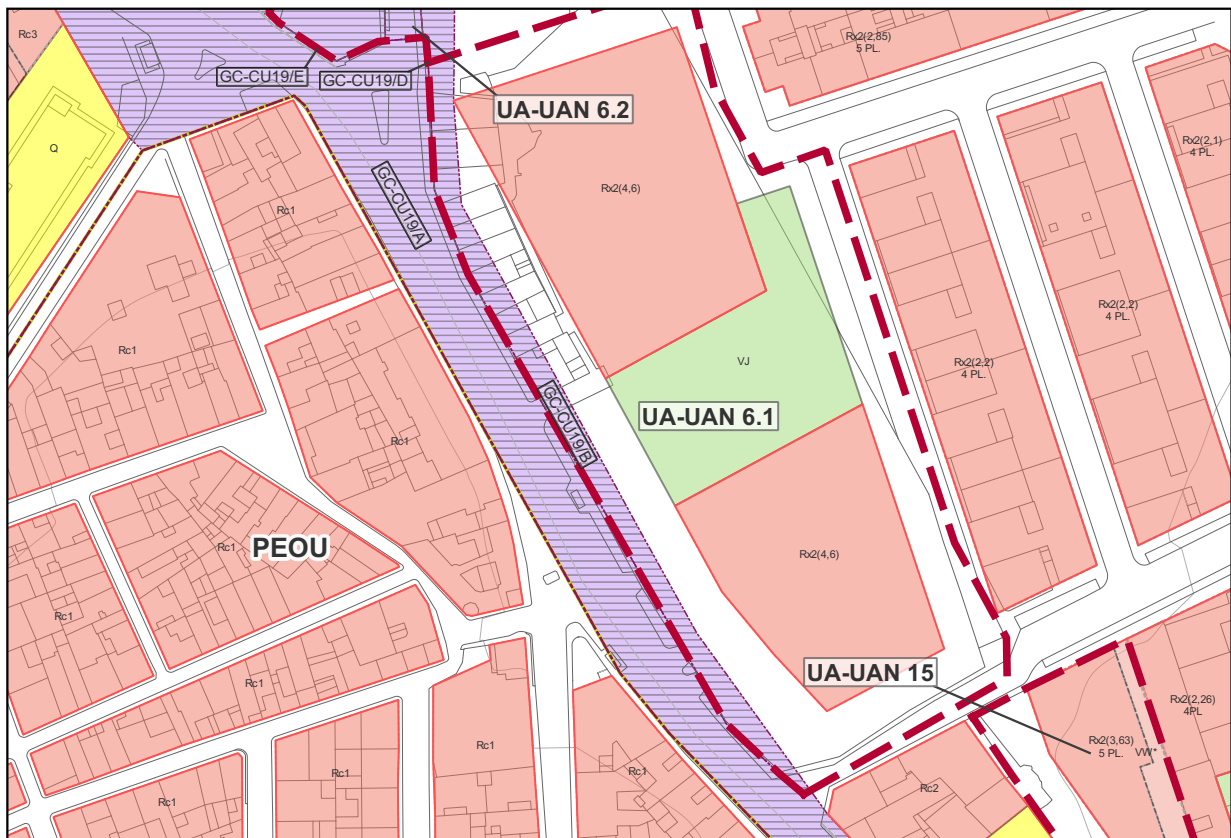 Rc3
Rx2(2,85)
5 PL.
GC-CU19/E
GC-CU19/D
UA-UAN 6.2
Q
Rx2(2,1)
4 PL.
Rx2(4,6)
Rc1
GC-CU19/A
Rx2(2,2)
4 PL.
Rc1
VJ
Rx2(2,2)
4 PL.
GC-CU19/B
UA-UAN 6.1
Rc1
Rc1
PEOU
Rx2(4,6)
Rc1
UA-UAN 15
Rc1
Rx2(2,26)
4PL
Rc1
Rx2(3,63)
5 PL.
VW*
Rc1
Rc1
Rc2
Rc1